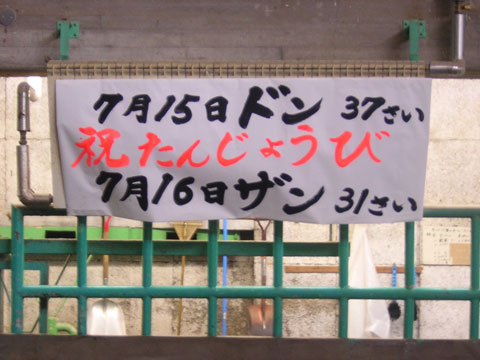 7月15日 ドン 37さい
祝たんじょうび
7月16日 ザン 31さい